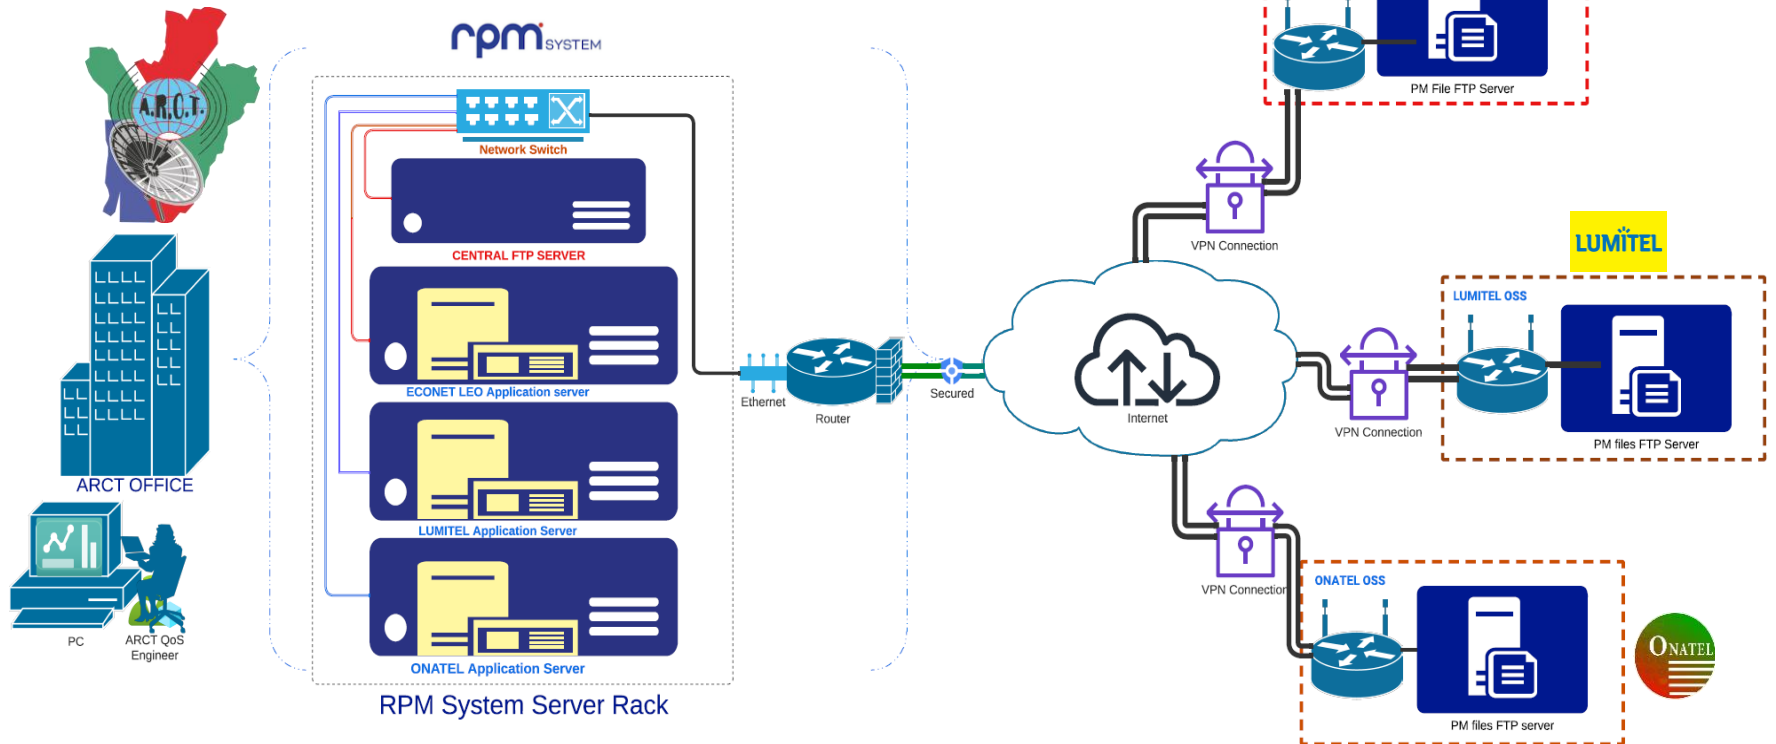 A.R.C.T.
ARCT OFFICE
PC
ARCT QoS
Engineer
rpm SYSTEM
Network Switch
CENTRAL FTP SERVER
ECONET LEO Application server
LUMITEL Application Server
ONATEL Application Server
RPM System Server Rack
Ethernet
Router
Secured
Internet
VPN Connection
PM File FTP Server
VPN Connection
LUMITEL
LUMITEL OSS
PM files FTP Server
VPN Connection
ONATEL OSS
PM files FTP server
ONATEL